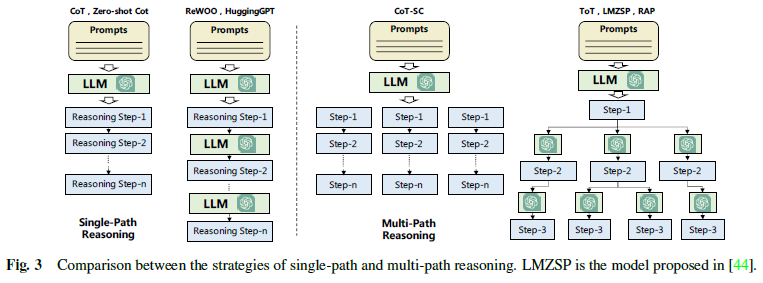 CoT , Zero-shot Cot
Prompts
LLM
Reasoning Step-1
Reasoning Step-2
Reasoning Step-n
Single-Path
Reasoning
ReWOO , HuggingGPT
Prompts
LLM
Reasoning Step-1
LLM
Reasoning Step-2
LLM
Reasoning Step-n
CoT-SC
Prompts
LLM
Step-1 Step-1 Step-1
Step-2 Step-2 Step-2
Step-n Step-n Step-n
Multi-Path
Reasoning
ToT , LMZSP, RAP
Prompts
LLM
Step-1
Step-2 Step-2 Step-2
Step-3 Step-3 Step-3 Step-3
Fig. 3 Comparison between the strategies of single-path and multi-path reasoning. LMZSP is the model proposed in [44].